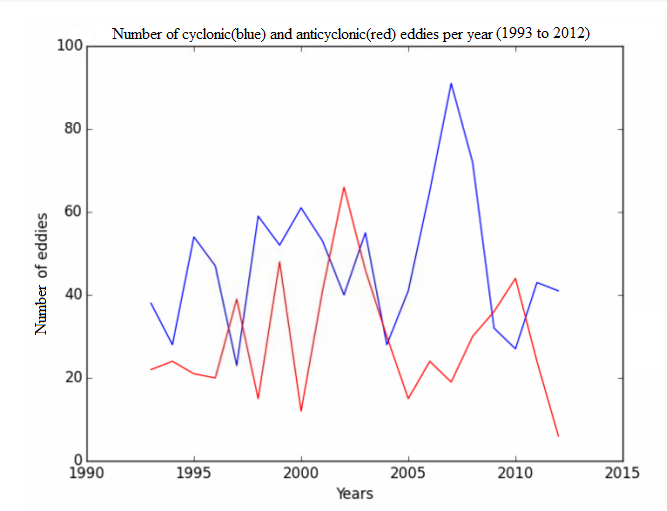 Number of cyclonic(blue) and anticyclonic(red) eddies per year (1993 to 2012)
100
80
60
40
20
0
Number of eddies
1990 1995 2000 2005 2010 2015
Years